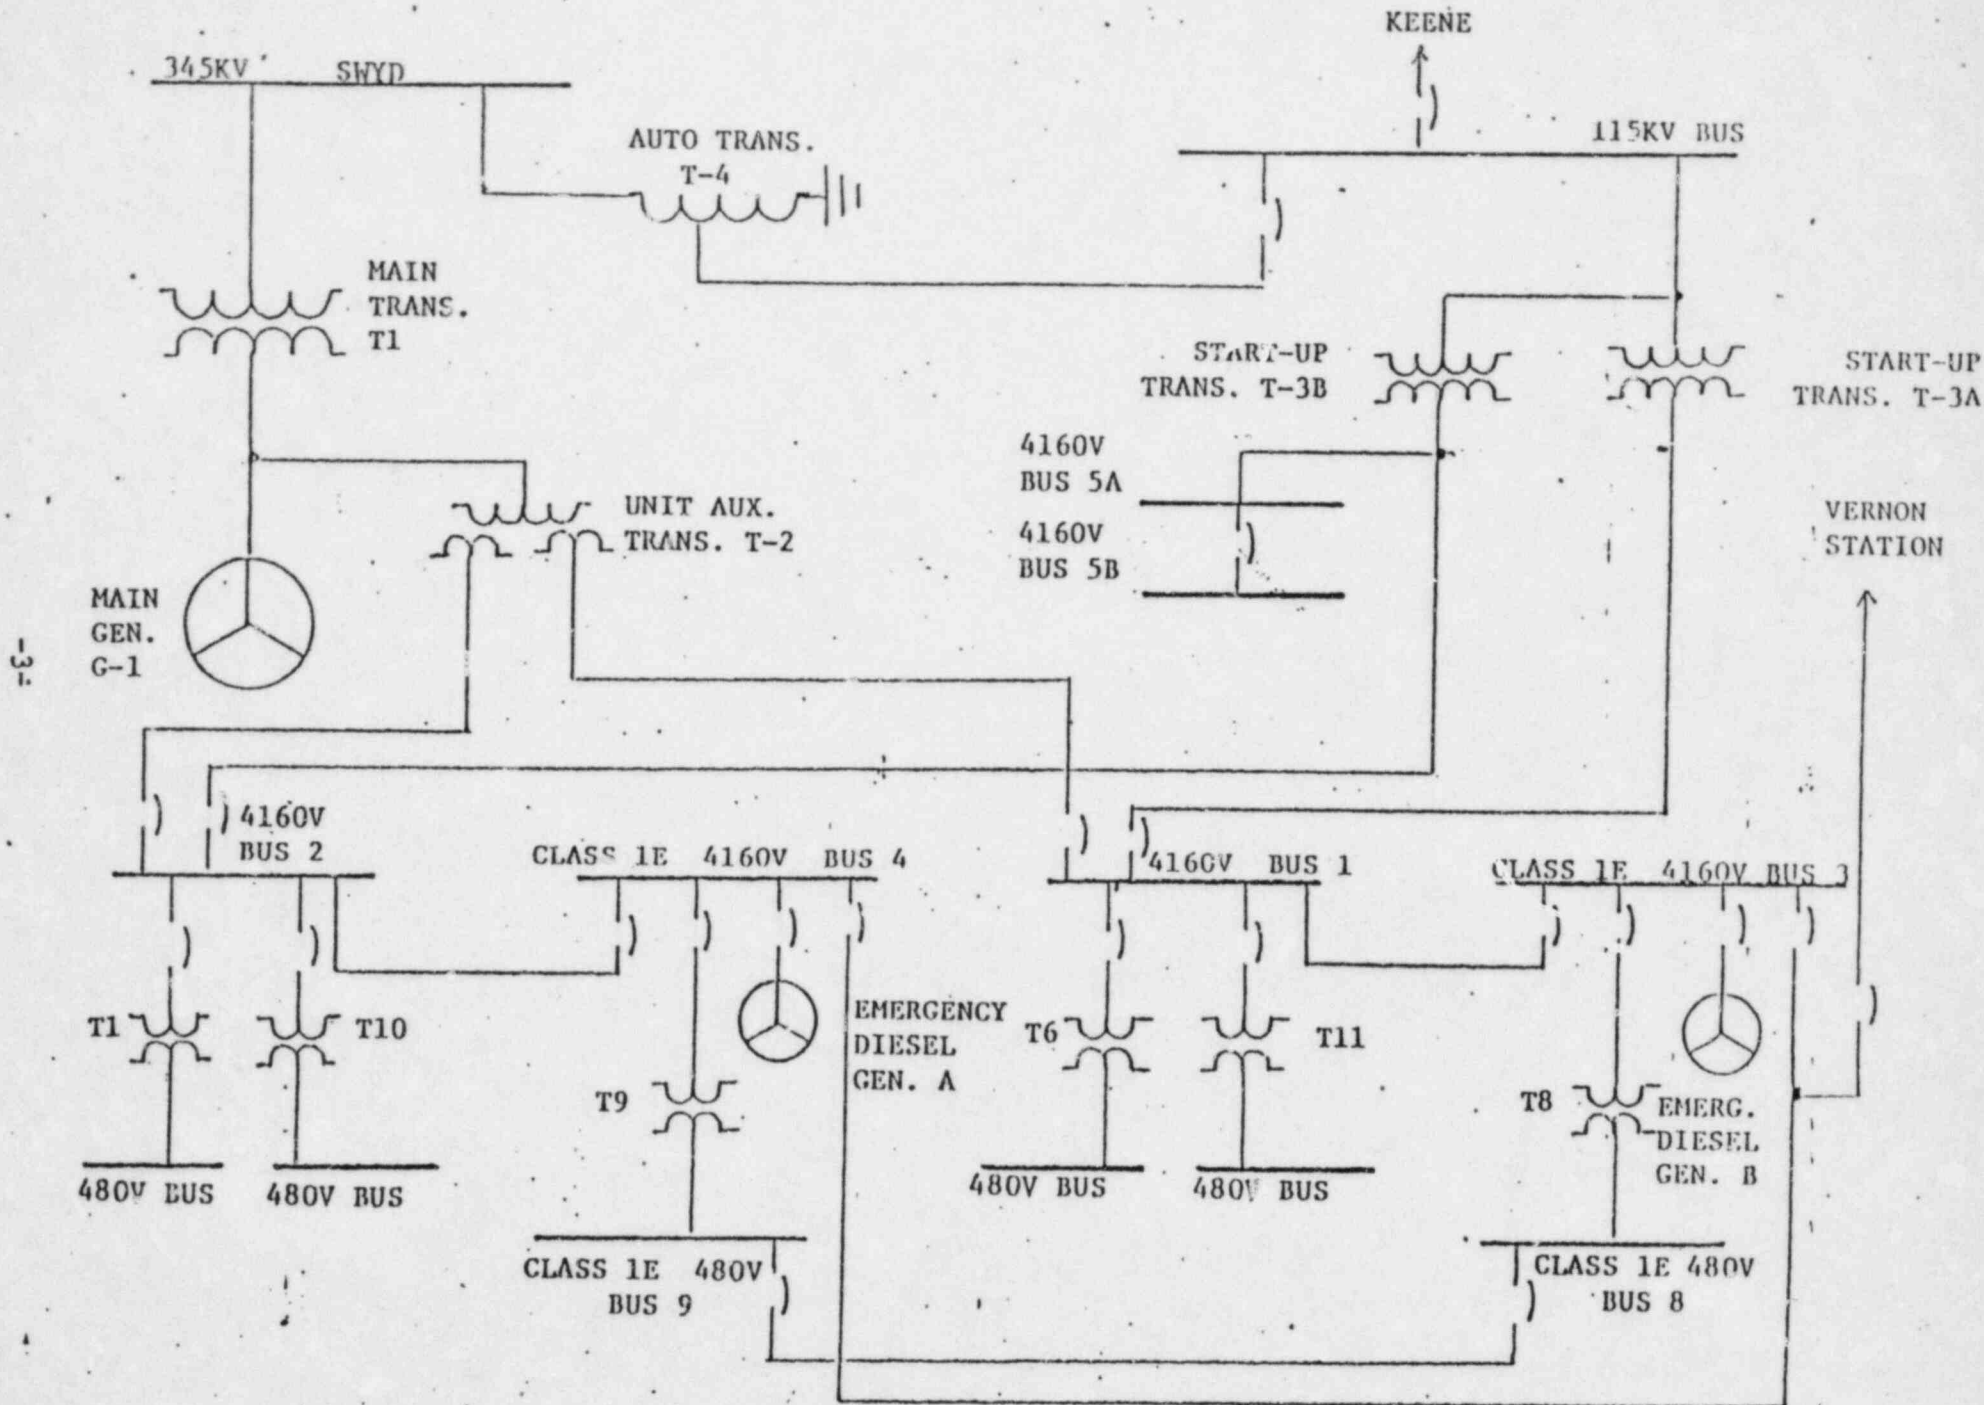 KEENE
345KV SWYD
115KV BUS
AUTO TRANS.
T-4
MAIN
TRANS.
T1
START-UP
TRANS. T-3B
START-UP
TRANS. T-3A
4160V
BUS 5A
4160V
BUS 5B
UNIT AUX.
TRANS. T-2
VERNON
STATION
MAIN
GEN.
G-1
-3-
4160V
BUS 2
CLASS 1E 4160V BUS 4
4160V BUS 1
CLASS 1E 4160V BUS 3
T1
T10
EMERGENCY
DIESEL
GEN. A
T6
T11
T9
T8
EMERG.
DIESEL
GEN. B
480V BUS
480V BUS
480V BUS
480V BUS
CLASS 1E 480V
BUS 9
CLASS 1E 480V
BUS 8